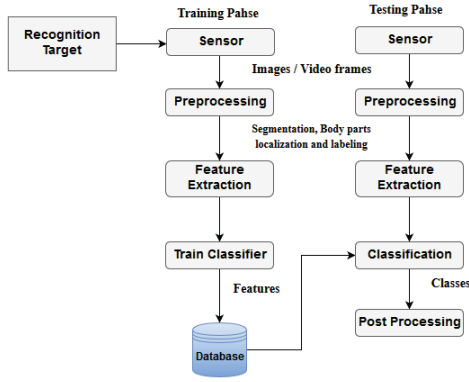 Training Pahse
Testing Pahse
Recognition
Target
Sensor
Sensor
Images / Video frames
Preprocessing
Preprocessing
Segmentation, Body parts
localization and labeling
Feature
Extraction
Feature
Extraction
Train Classifier
Classification
Features
Classes
Database
Post Processing